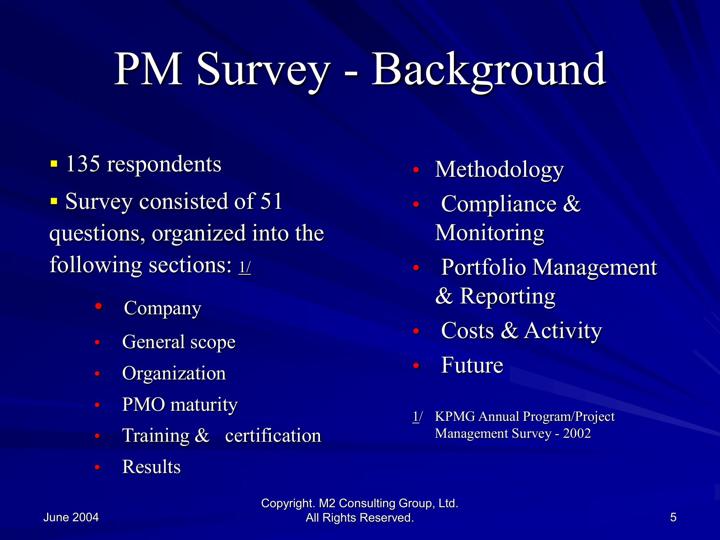 PM Survey - Background
▪ 135 respondents
▪ Survey consisted of 51
questions, organized into the
following sections: 1/
• Company
• General scope
• Organization
• PMO maturity
• Training & certification
• Results
• Methodology
• Compliance &
Monitoring
• Portfolio Management
& Reporting
• Costs & Activity
• Future
1/ KPMG Annual Program/Project
Management Survey - 2002
June 2004
Copyright. M2 Consulting Group, Ltd.
All Rights Reserved.
5